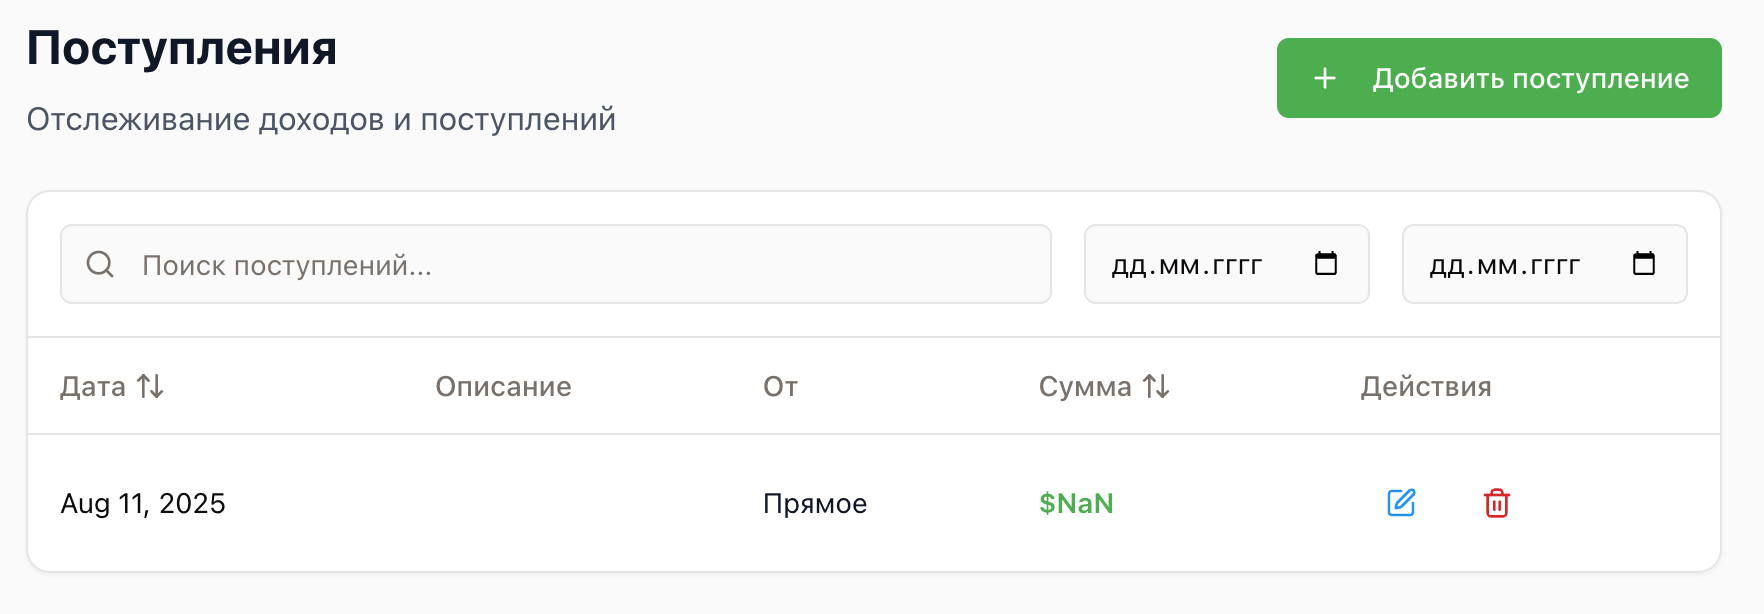 Поступления
Отслеживание доходов и поступлений
+ Добавить поступление
Поиск поступлений...
дд.мм.гггг
дд.мм.гггг
Дата Описание От Сумма Действия
Aug 11, 2025 Прямое $NaN